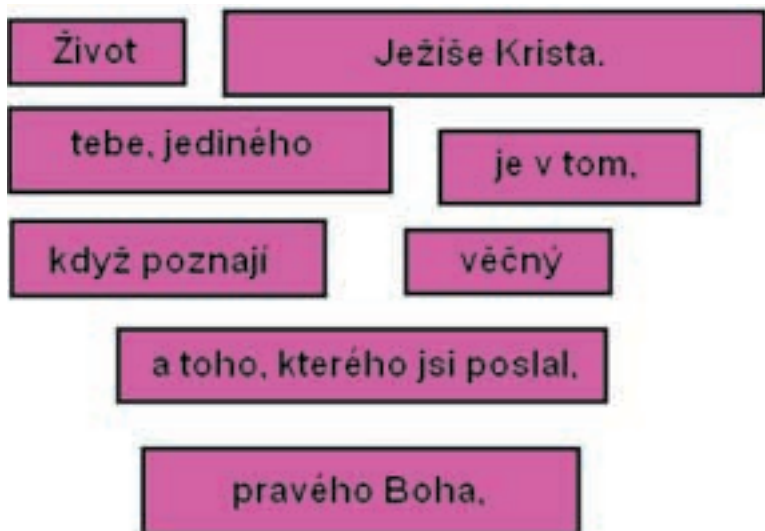 Život
Ježíše Krista.
tebe, jediného
je v tom,
když poznají
věčný
a toho, kterého jsi poslal,
pravého Boha,